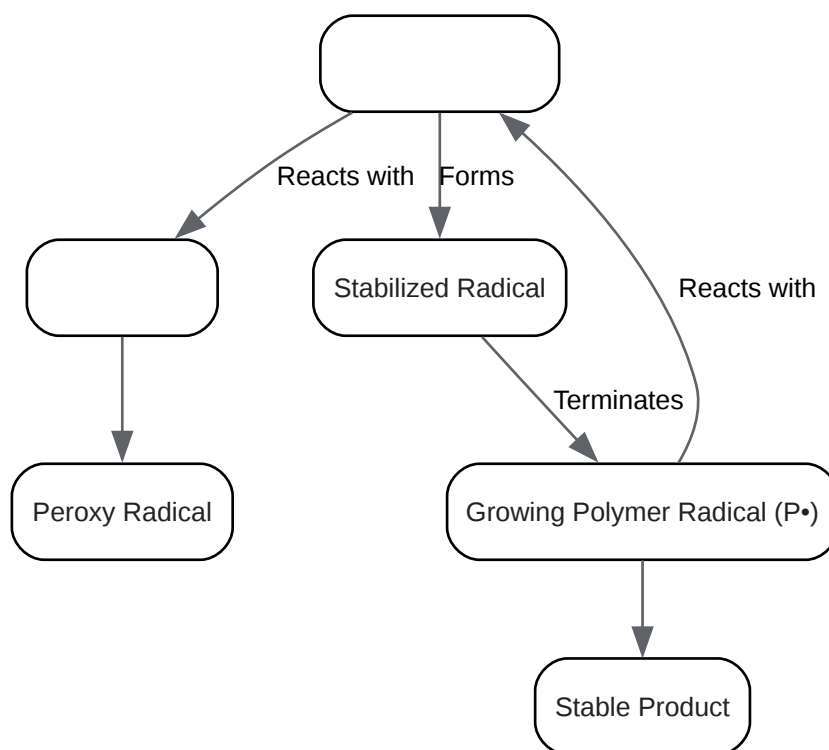 Reacts with
Forms
Stabilized Radical
Reacts with
Terminates
Peroxy Radical
Growing Polymer Radical (P•)
Stable Product